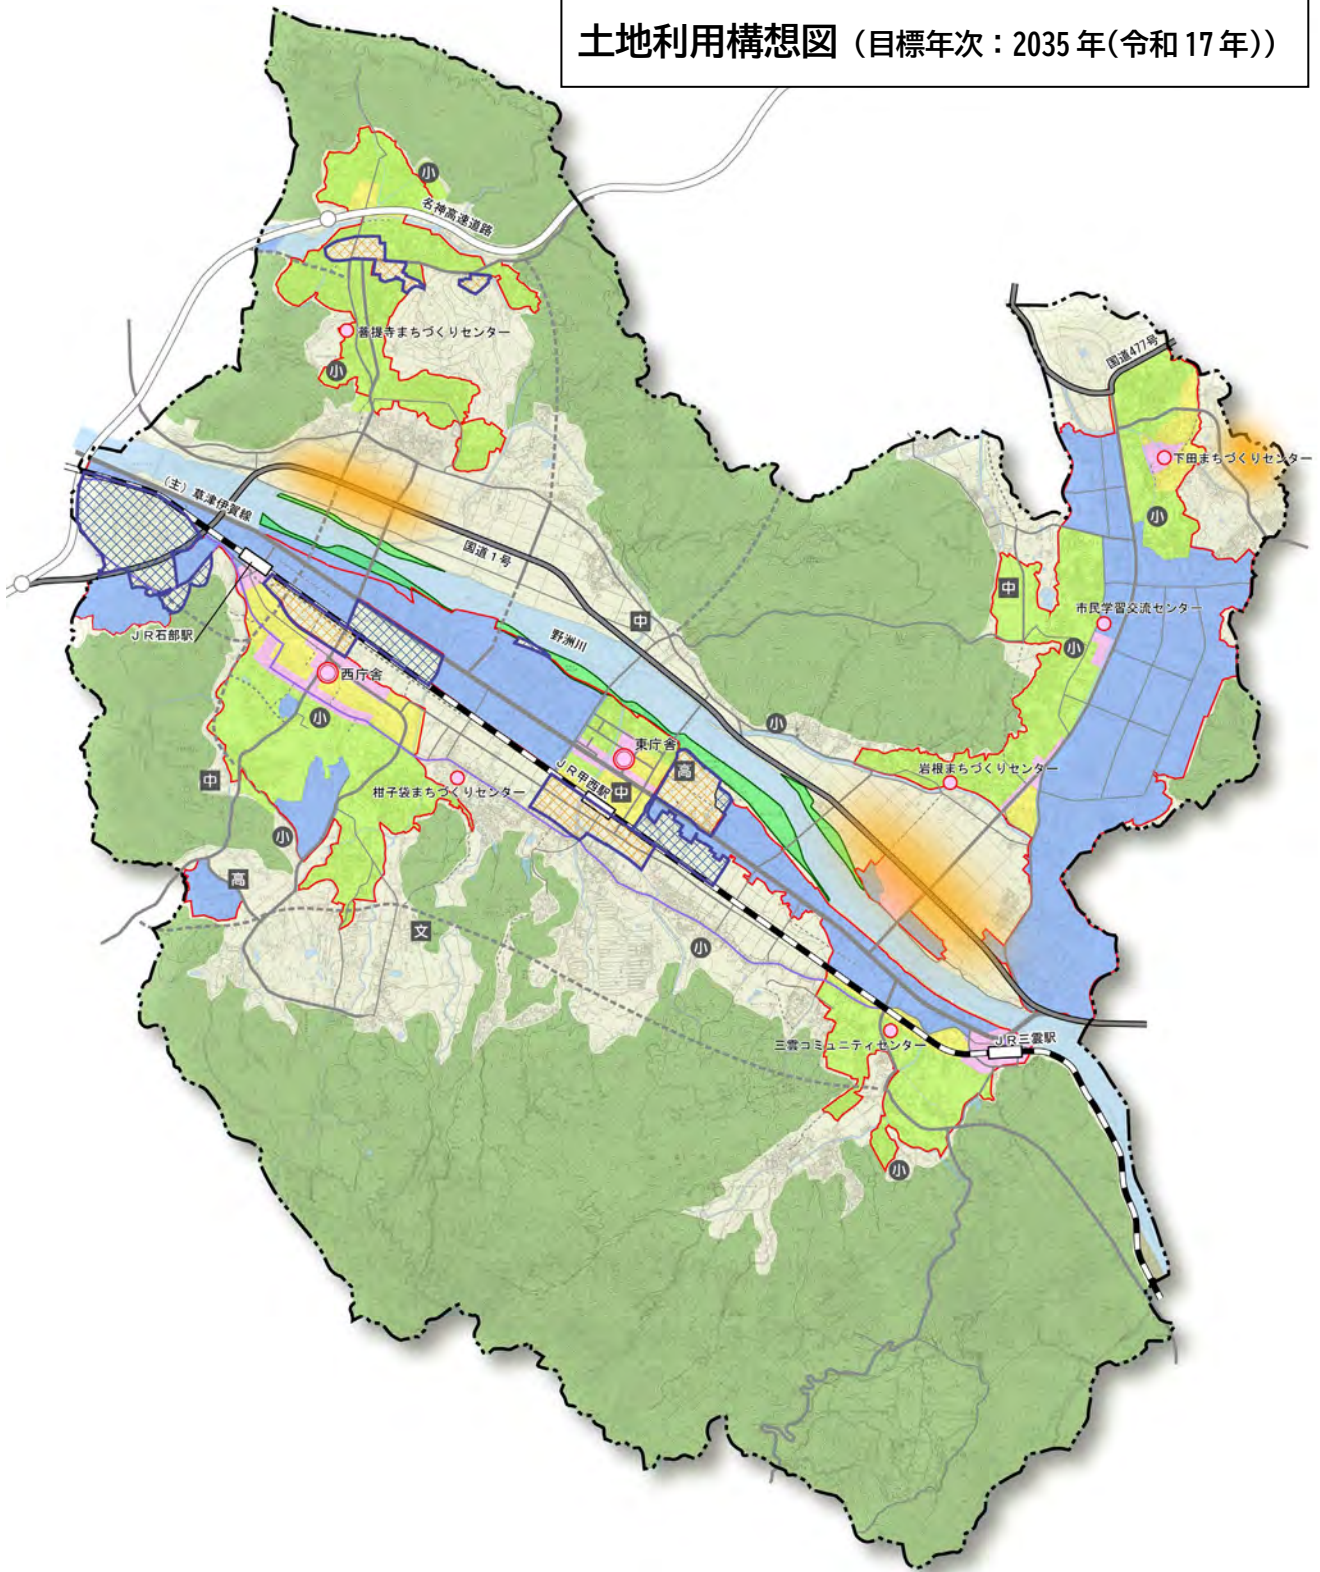 土地利用構想図（目標年次：2035年(令和17年)）
小
名神高速道路
菩提寺まちづくりセンター
小
国道477号
下田まちづくりセンター
小
(主)草津伊賀線
国道1号
JR石部駅
野洲川
中
中
市民学習交流センター
小
西庁舎
小
東庁舎
小
高
JR甲西駅
中
岩根まちづくりセンター
中
柑子袋まちづくりセンター
小
高
文
小
三雲コミュニティセンター
JR三雲駅
小